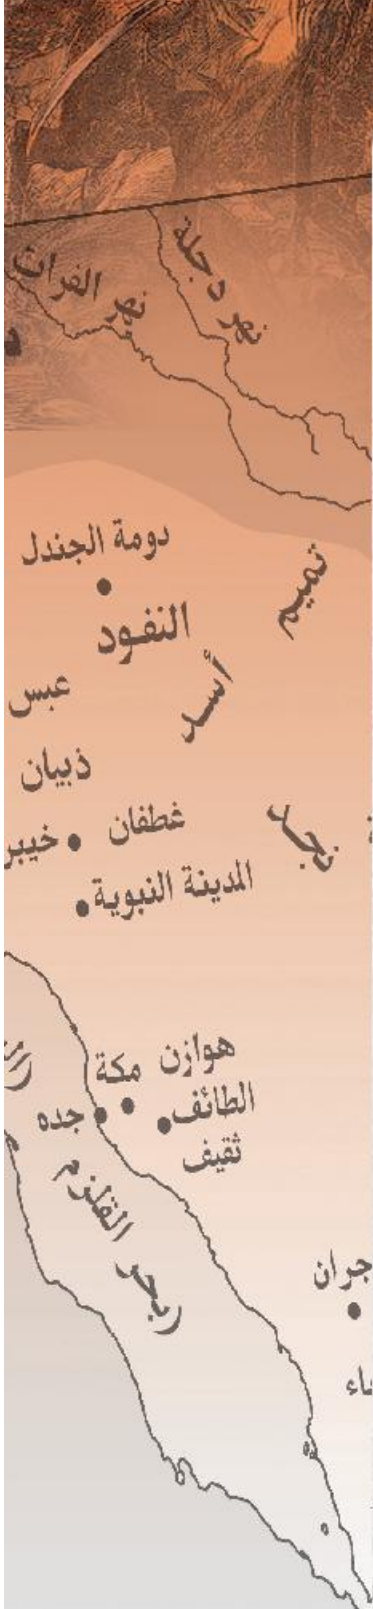 نهر دجلة
نهر الفرات
دومة الجندل
النفود
تميم
أسد
عبس
ذبيان
غطفان
خيبر
نجد
المدينة النبوية
هوازن
مكة
الطائف
جده
ثقيف
(بحر القلزم)
جران